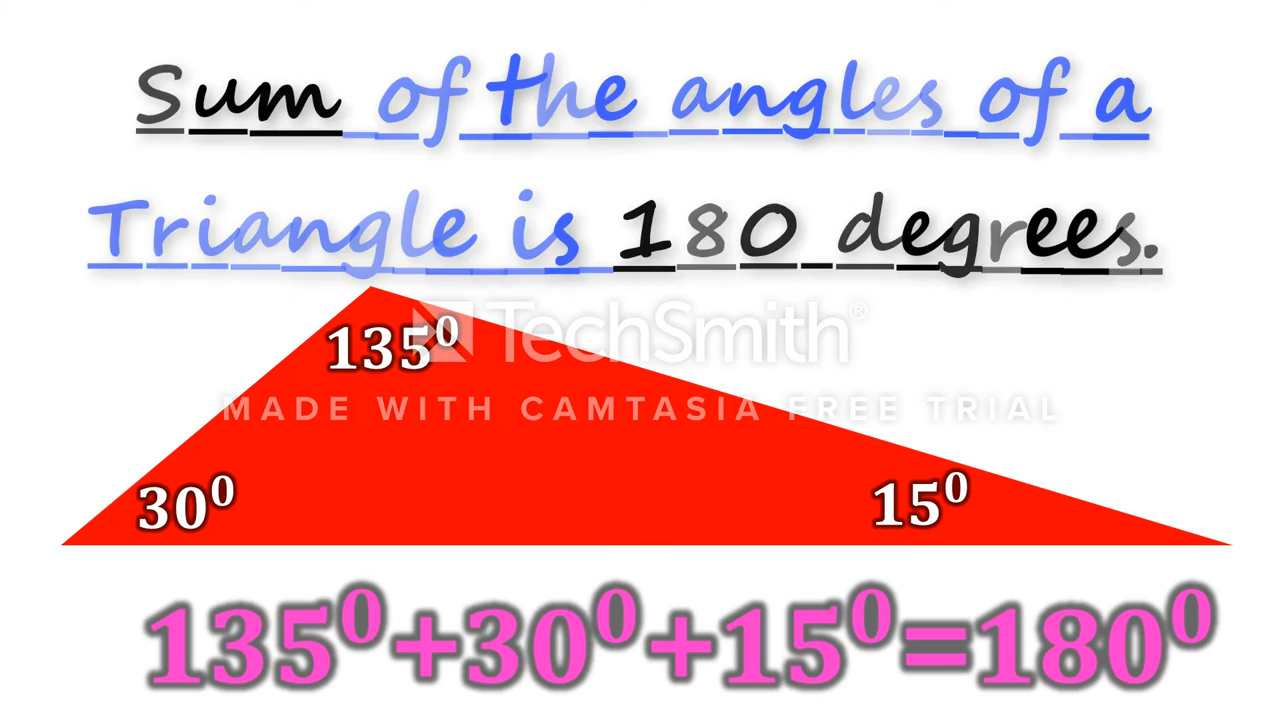 Sum of the angles of a
Triangle is 180 degrees.
TechSmith®
135⁰
MADE WITH CAMTASIA FREE TRIAL
30⁰
15⁰
135⁰+30⁰+15⁰=180⁰